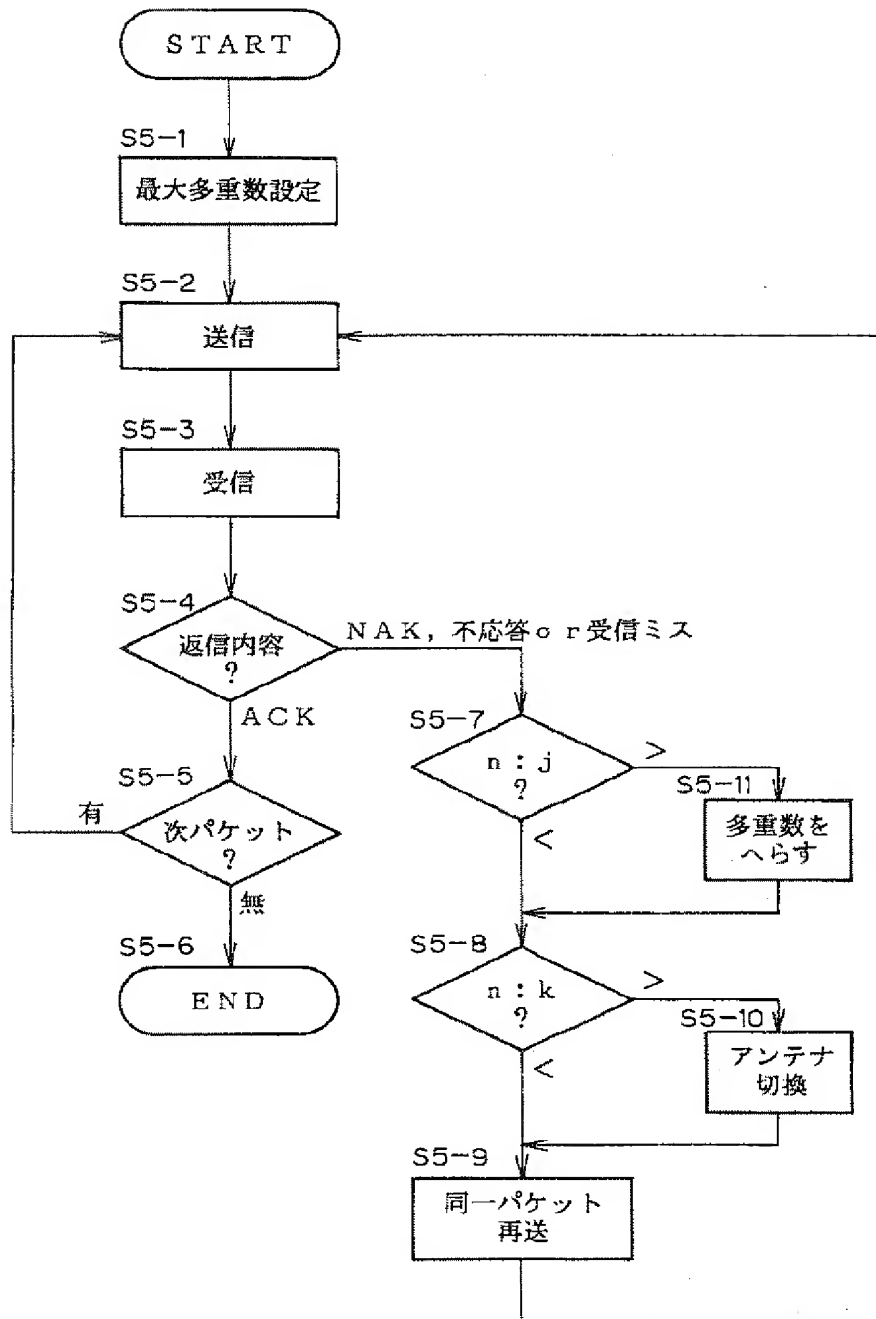 START
S5-1
最大多重数設定
S5-2
送信
S5-3
受信
S5-4
返信内容
?
NAK, 不応答or受信ミス
ACK
S5-5
次パケット
?
有
無
S5-6
END
S5-7
n : j
?
>
<
S5-11
多重数を
へらす
S5-8
n : k
?
>
<
S5-10
アンテナ
切換
S5-9
同一パケット
再送